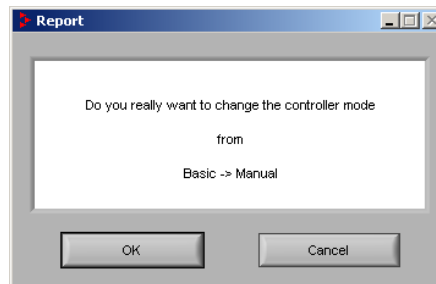 Report
Do you really want to change the controller mode
from
Basic -> Manual
OK
Cancel